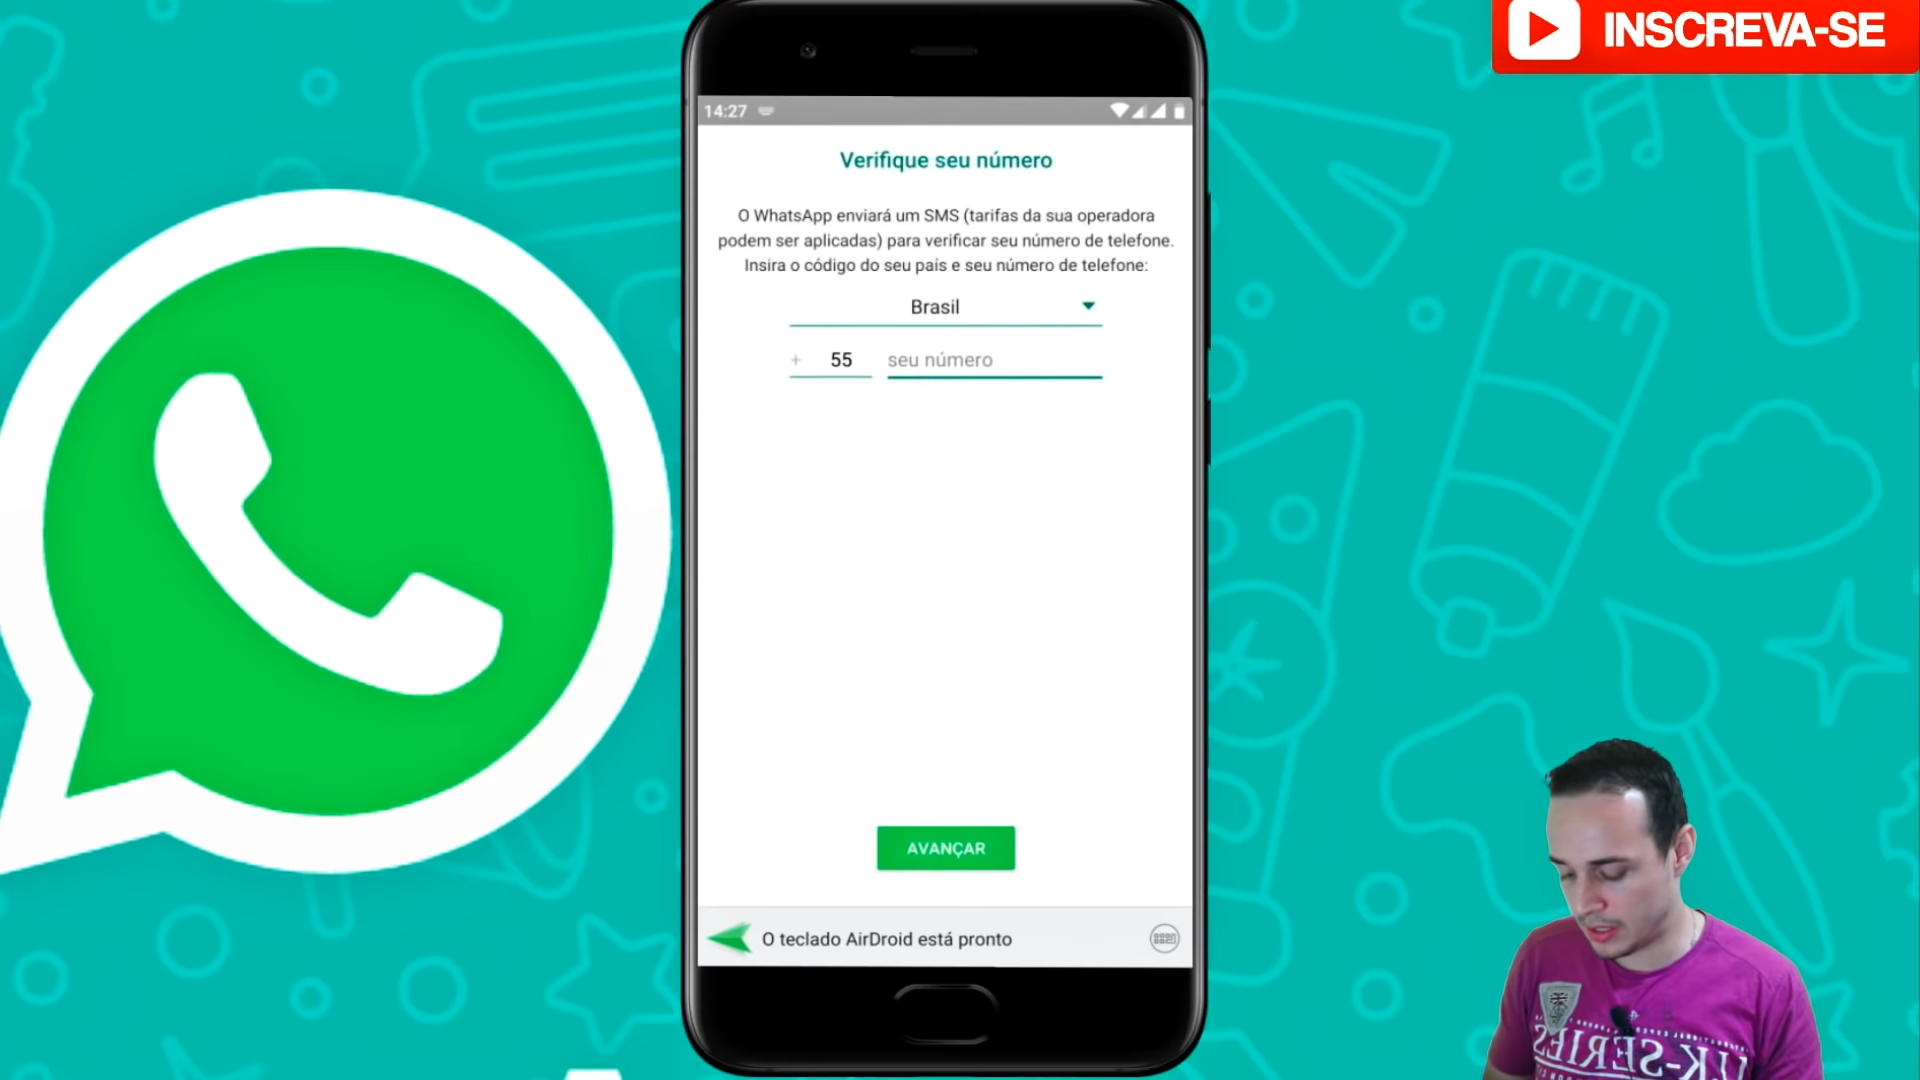 INSCREVA-SE
14:27
Verifique seu número
O WhatsApp enviará um SMS (tarifas da sua operadora
podem ser aplicadas) para verificar seu número de telefone.
Insira o código do seu país e seu número de telefone:
Brasil
+ 55 seu número
AVANÇAR
O teclado AirDroid está pronto